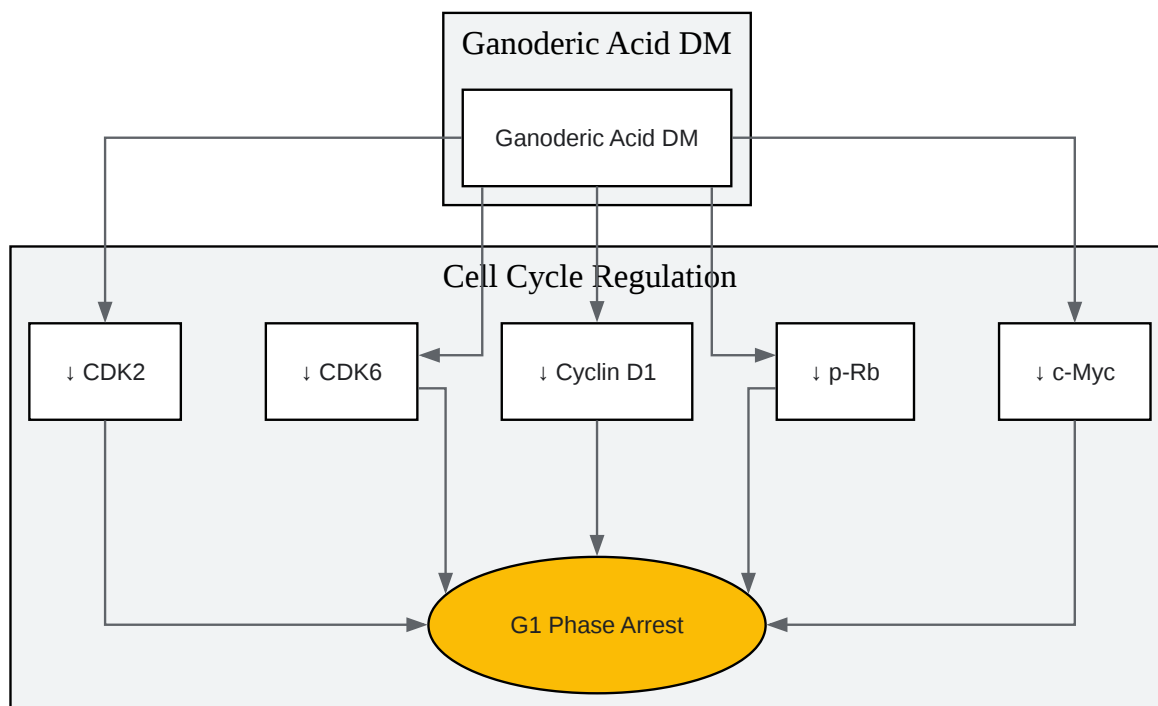 Ganoderic Acid DM
Ganoderic Acid DM
Cell Cycle Regulation
↓ CDK2
↓ CDK6
↓ Cyclin D1
↓ p-Rb
↓ c-Myc
G1 Phase Arrest